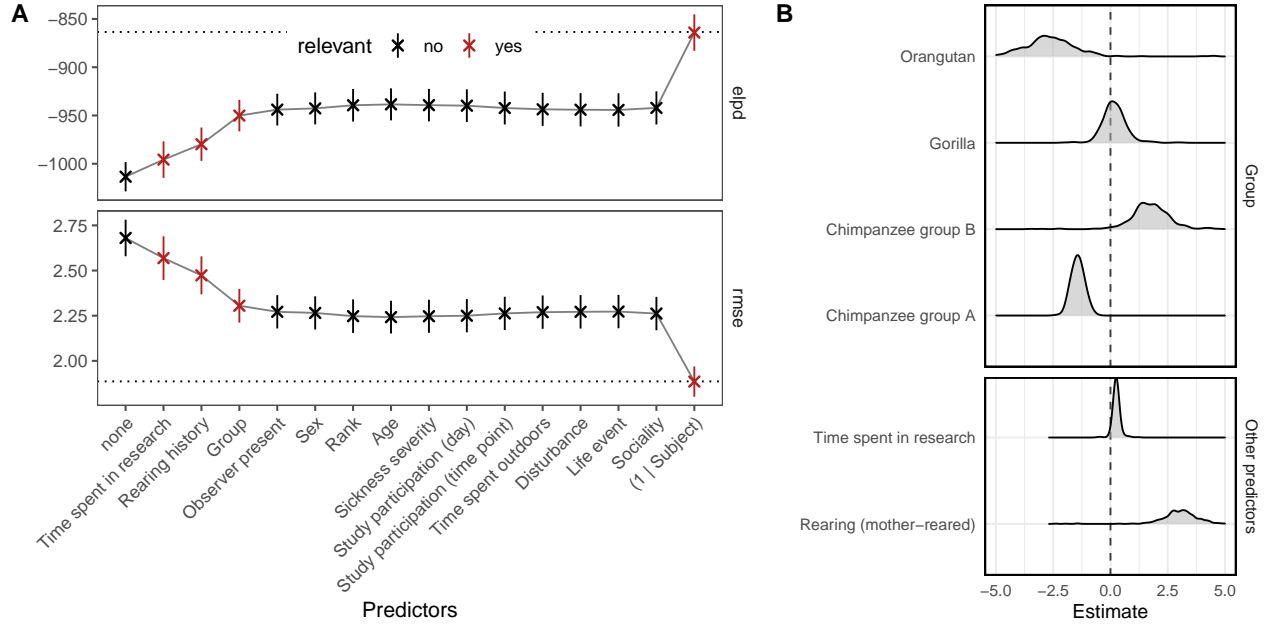 A
−850
−900
−950
−1000
relevant no yes
elpd
2.75
2.50
2.25
2.00
rmse
none
Time spent in research
Rearing history
Group
Observer present
Sex
Rank
Age
Sickness severity
Study participation (day)
Study participation (time point)
Time spent outdoors
Disturbance
Life event
Sociality
(1 | Subject)
Predictors
B
Orangutan
Gorilla
Chimpanzee group B
Chimpanzee group A
Group
Time spent in research
Rearing (mother−reared)
Other predictors
−5.0 −2.5 0.0 2.5 5.0
Estimate